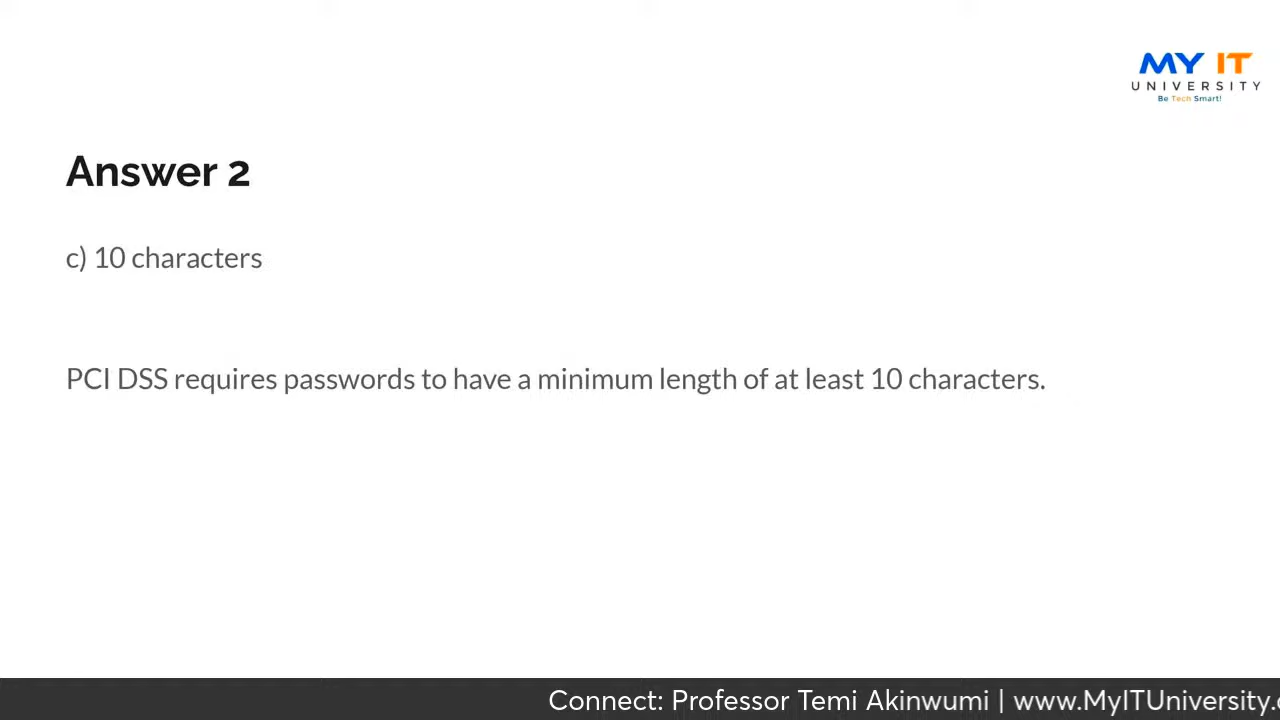 MY IT
UNIVERSITY
Be Tech Smart!
Answer 2
c) 10 characters
PCI DSS requires passwords to have a minimum length of at least 10 characters.
Connect: Professor Temi Akinwumi | www.MyITUniversity.